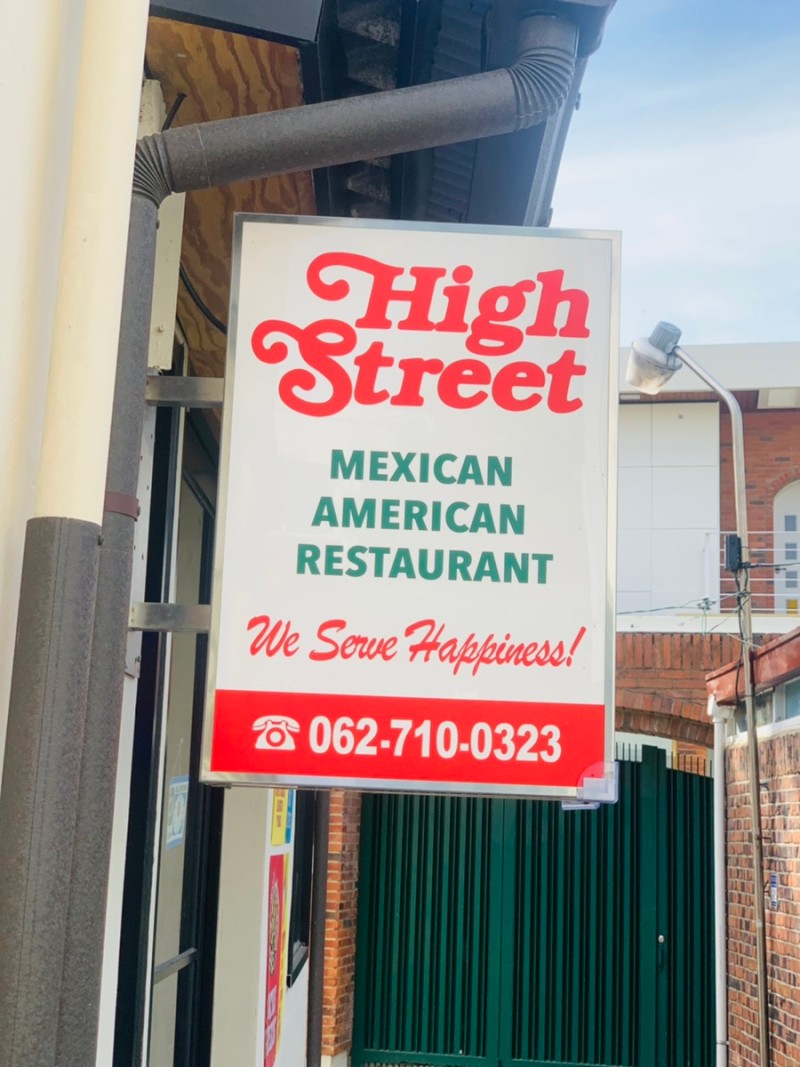 High
Street
MEXICAN
AMERICAN
RESTAURANT
We Serve Happiness!
062-710-0323